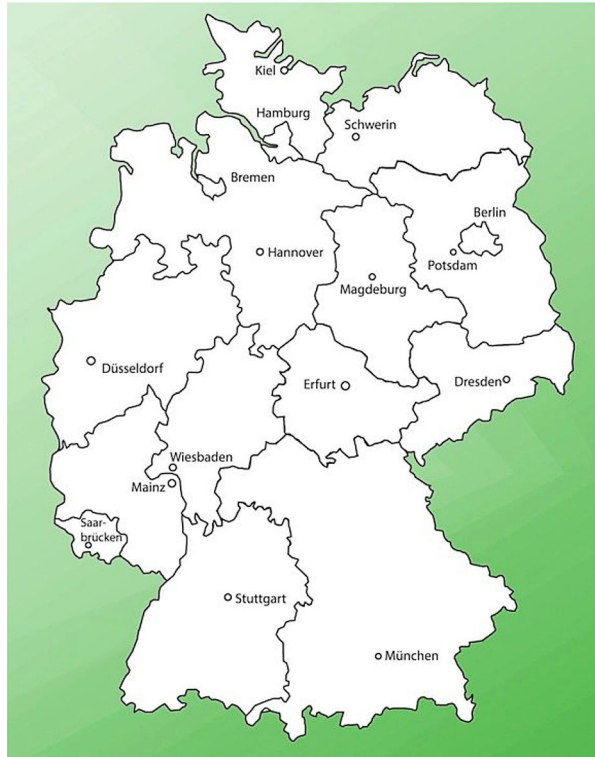 Kiel
Hamburg
Schwerin
Bremen
Berlin
Hannover
Potsdam
Magdeburg
Düsseldorf
Erfurt
Dresden
Wiesbaden
Mainz
Saar-
brücken
Stuttgart
München